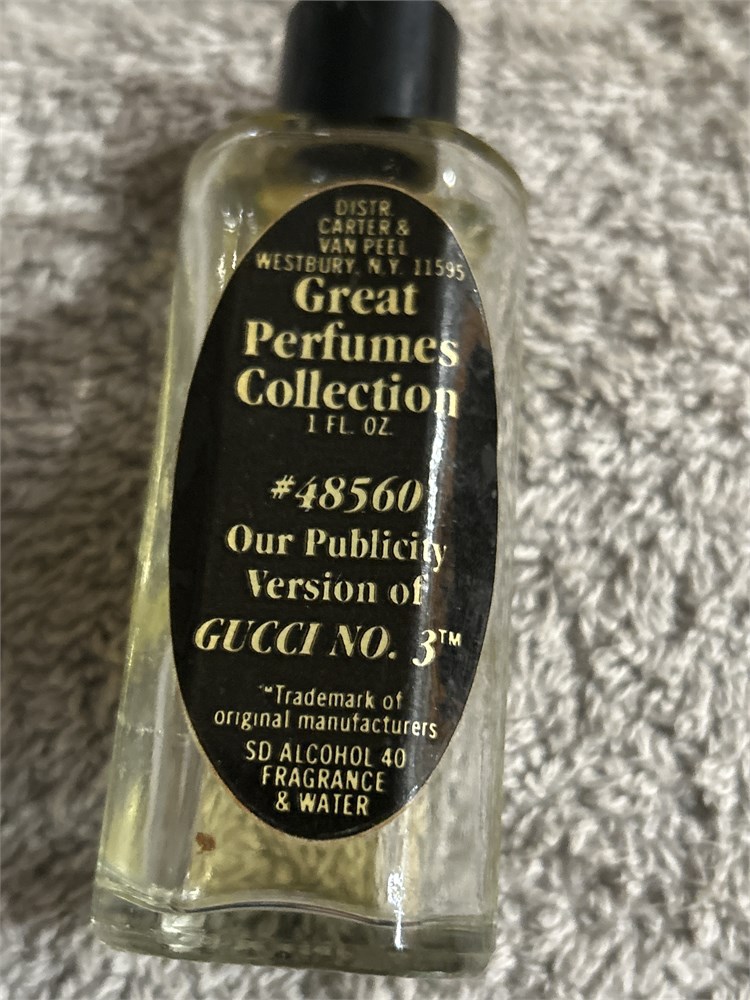 DISTR.
CARTER &
VAN PEEL
WESTBURY, N.Y. 11595
Great
Perfumes
Collection
1 FL. OZ.
#48560
Our Publicity
Version of
GUCCI NO. 3™
™Trademark of
original manufacturers
SD ALCOHOL 40
FRAGRANCE
& WATER